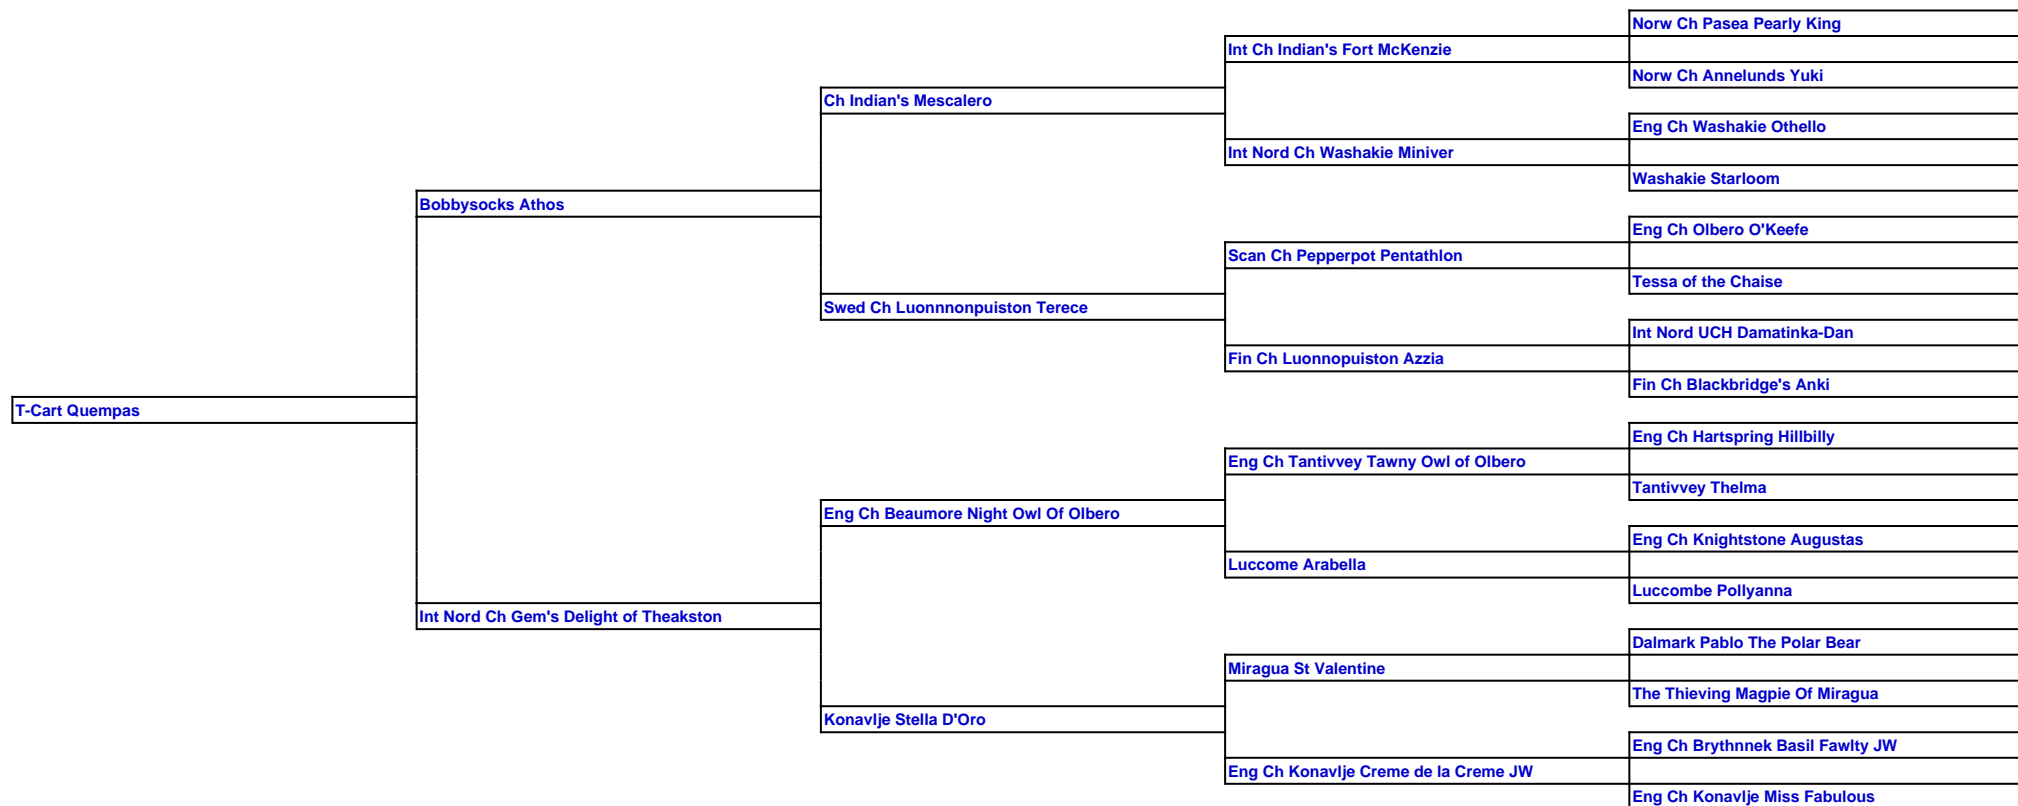 Norw Ch Pasea Pearly King
Int Ch Indian's Fort McKenzie
Norw Ch Annelunds Yuki
Ch Indian's Mescalero
Eng Ch Washakie Othello
Int Nord Ch Washakie Miniver
Washakie Starloom
Bobbysocks Athos
Eng Ch Olbero O'Keefe
Scan Ch Pepperpot Pentathlon
Tessa of the Chaise
Swed Ch Luonnnonpuiston Terece
Int Nord UCH Damatinka-Dan
Fin Ch Luonnopuiston Azzia
Fin Ch Blackbridge's Anki
T-Cart Quempas
Eng Ch Hartspring Hillbilly
Eng Ch Tantivvey Tawny Owl of Olbero
Tantivvey Thelma
Eng Ch Beaumore Night Owl Of Olbero
Eng Ch Knightstone Augustas
Luccome Arabella
Luccombe Pollyanna
Int Nord Ch Gem's Delight of Theakston
Dalmark Pablo The Polar Bear
Miragua St Valentine
The Thieving Magpie Of Miragua
Konavlje Stella D'Oro
Eng Ch Brythnnek Basil Fawlty JW
Eng Ch Konavlje Creme de la Creme JW
Eng Ch Konavlje Miss Fabulous